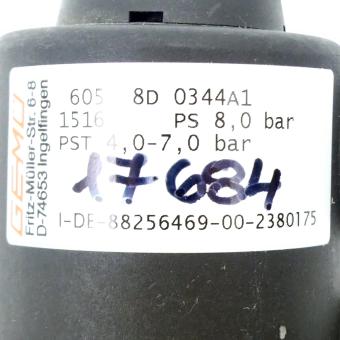 GEMÜ
Fritz-Müller-Str. 6-8
D-74653 Ingelfingen
605 8D 0344A1
1516 PS 8,0 bar
PST 4,0-7,0 bar
17684
I-DE-88256469-00-2380175